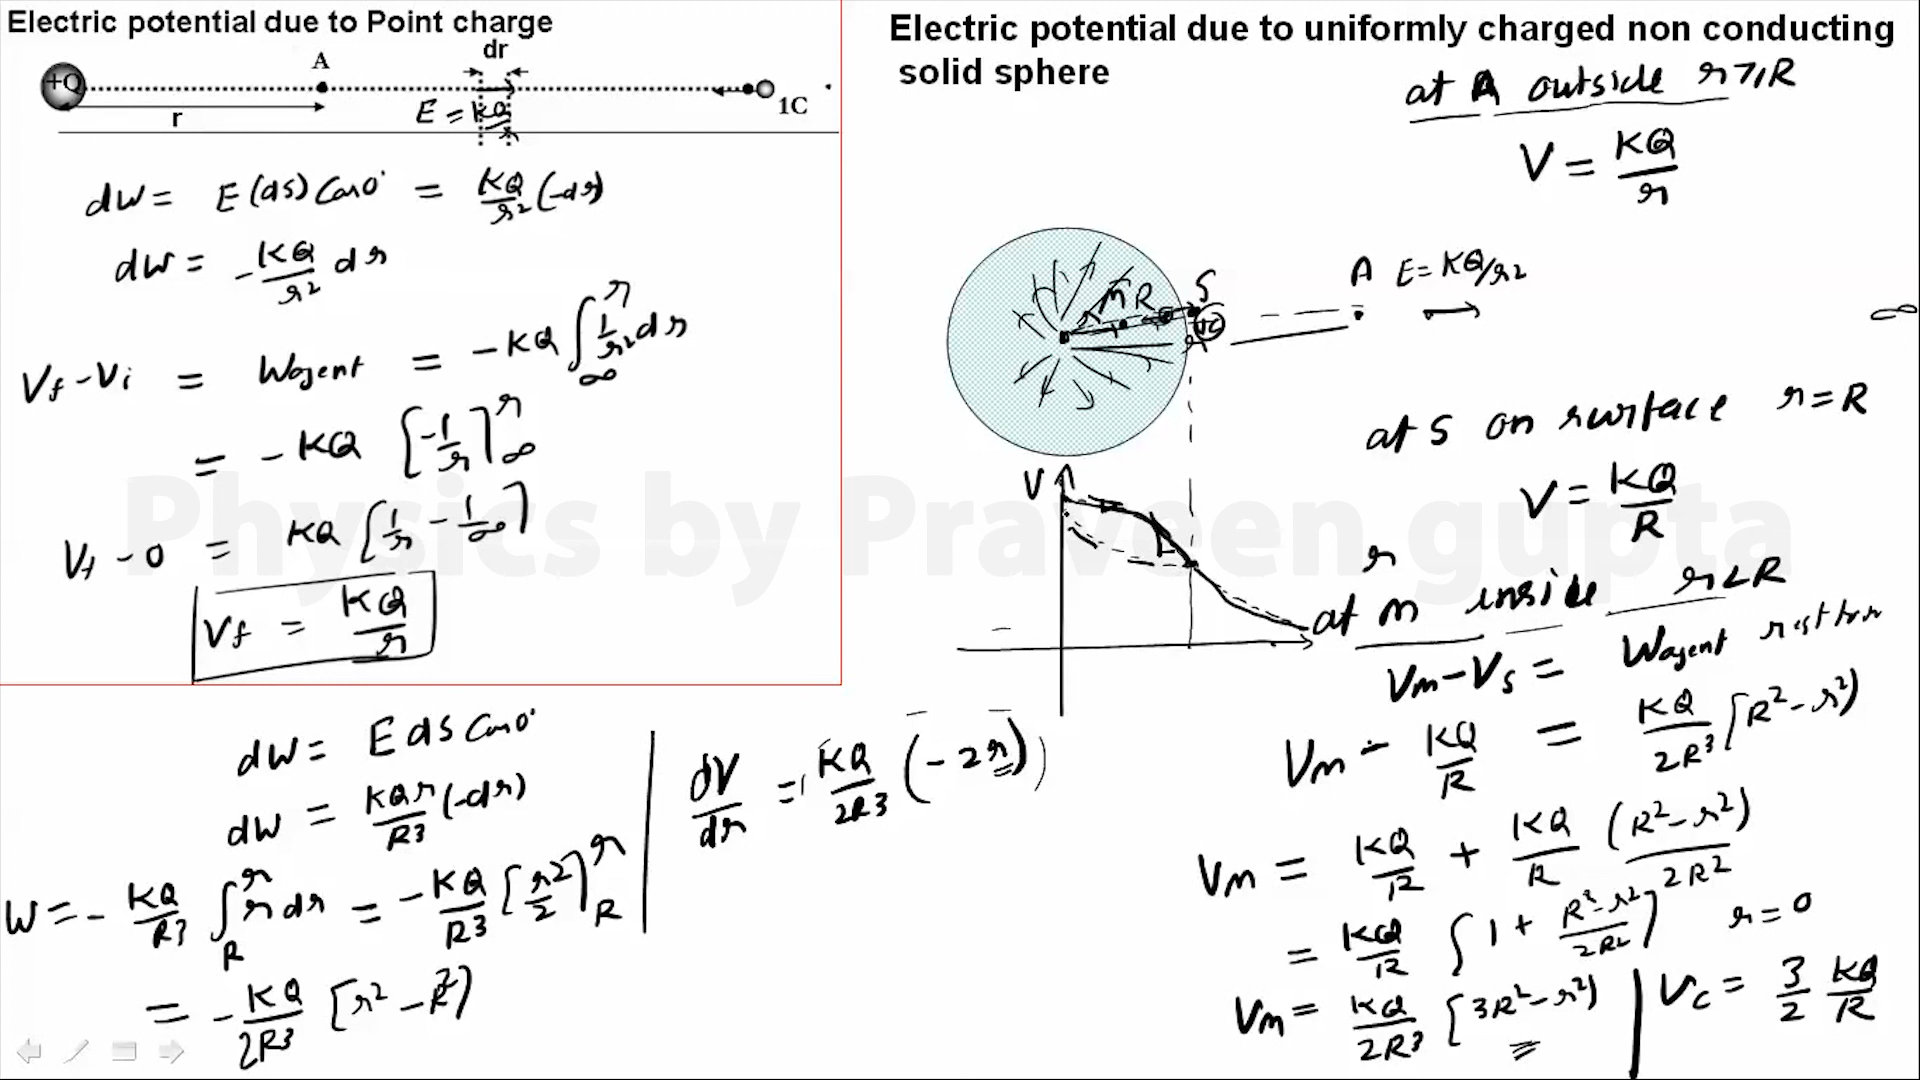 Electric potential due to Point charge
dr
A
+Q
1C
r
E = KQ/r²
dW = E (ds) Cos0° = KQ/r² (-dr)
dW = -KQ/r² dr
Vf - Vi = Wagent = -KQ ∫∞^r 1/r² dr
= -KQ [-1/r]∞^r
Vf - 0 = KQ [1/r - 1/∞]
Vf = KQ/r
dW = E ds Cos0°
dW = KQr/R³ (-dr)
W = - KQ/R³ ∫R^r r dr = -KQ/R³ [r²/2]R^r
= -KQ/2R³ [r² - R²]
dV/dr = KQ/2R³ (-2r)
Electric potential due to uniformly charged non conducting
solid sphere
at A outside r ⩾ R
V = KQ/r
S
m R
A E = KQ/r²
∞
V
at S on surface r = R
V = KQ/R
r
at m inside r < R
Vm - Vs = Wagent
Vm - KQ/R = KQ/2R³ [R² - r²]
Vm = KQ/R + KQ/R (R² - r²)/2R²
= KQ/R [1 + R² - r²/2R²] r = 0
Vm = KQ/2R³ [3R² - r²] | Vc = 3/2 KQ/R
Physics by Praveen gupta